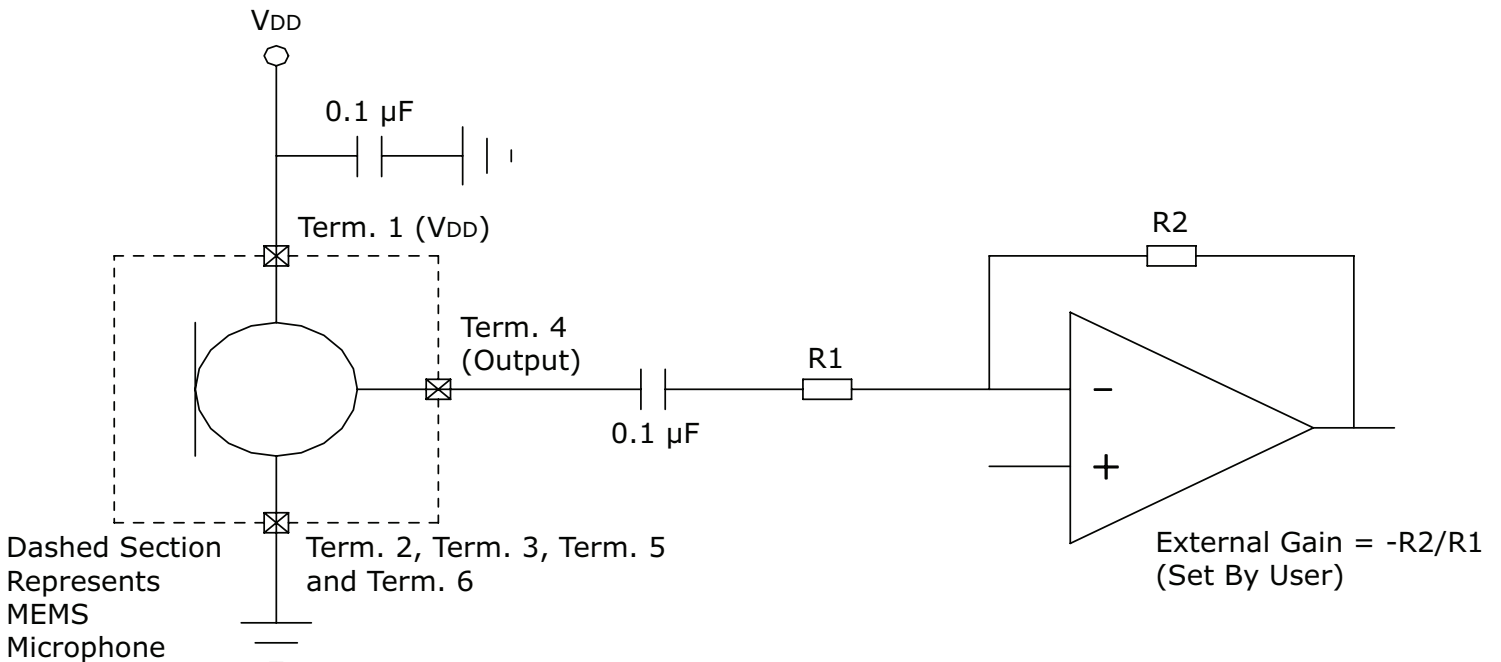 VDD
0.1 µF
Term. 1 (VDD)
R2
Term. 4
(Output)
R1
0.1 µF
−
+
Dashed Section
Represents
MEMS
Microphone
Term. 2, Term. 3, Term. 5
and Term. 6
External Gain = -R2/R1
(Set By User)